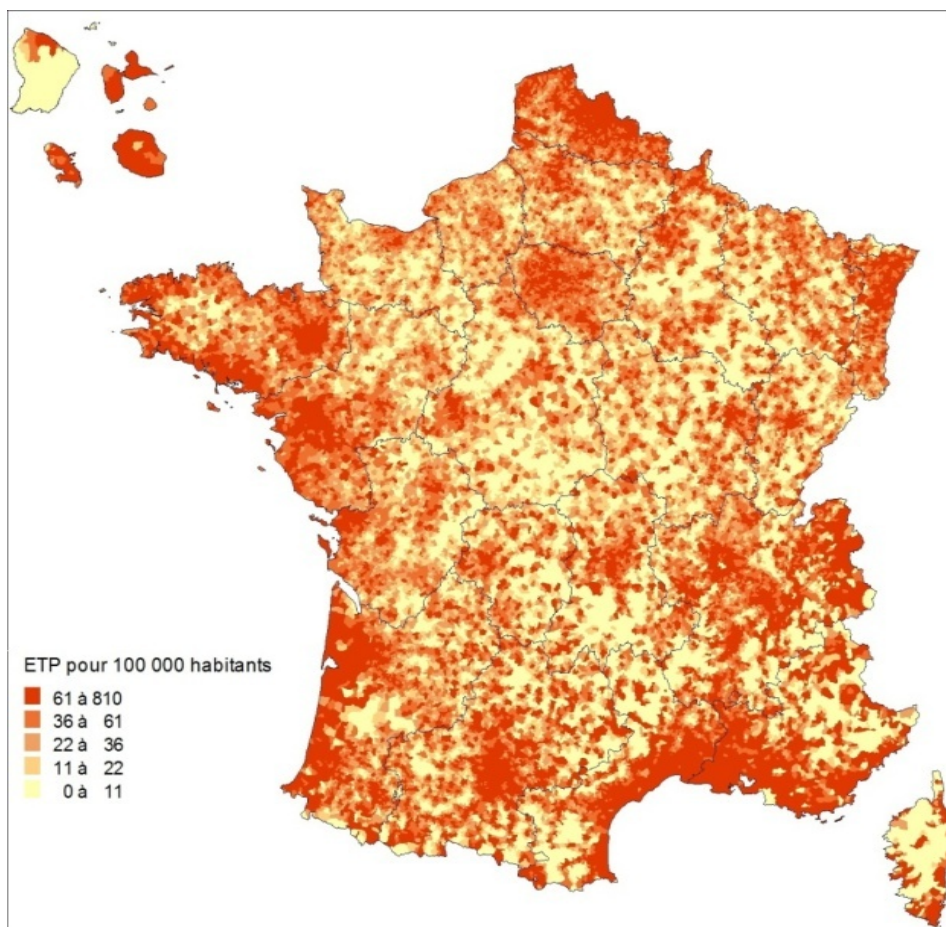 ETP pour 100 000 habitants
61 à 810
36 à 61
22 à 36
11 à 22
0 à 11